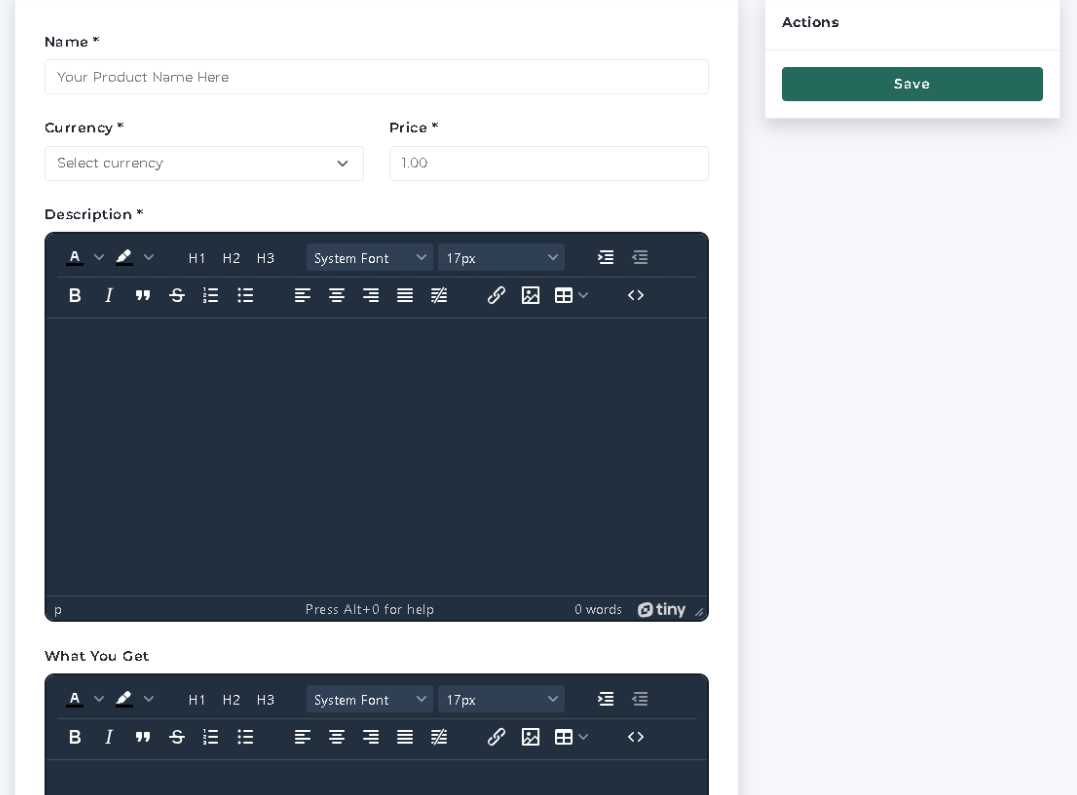 Actions
Name *
Save
Your Product Name Here
Currency *
Price *
Select currency
1.00
Description *
A H1 H2 H3 System Font 17px
B I
p Press Alt+0 for help 0 words tiny
What You Get
A H1 H2 H3 System Font 17px
B I